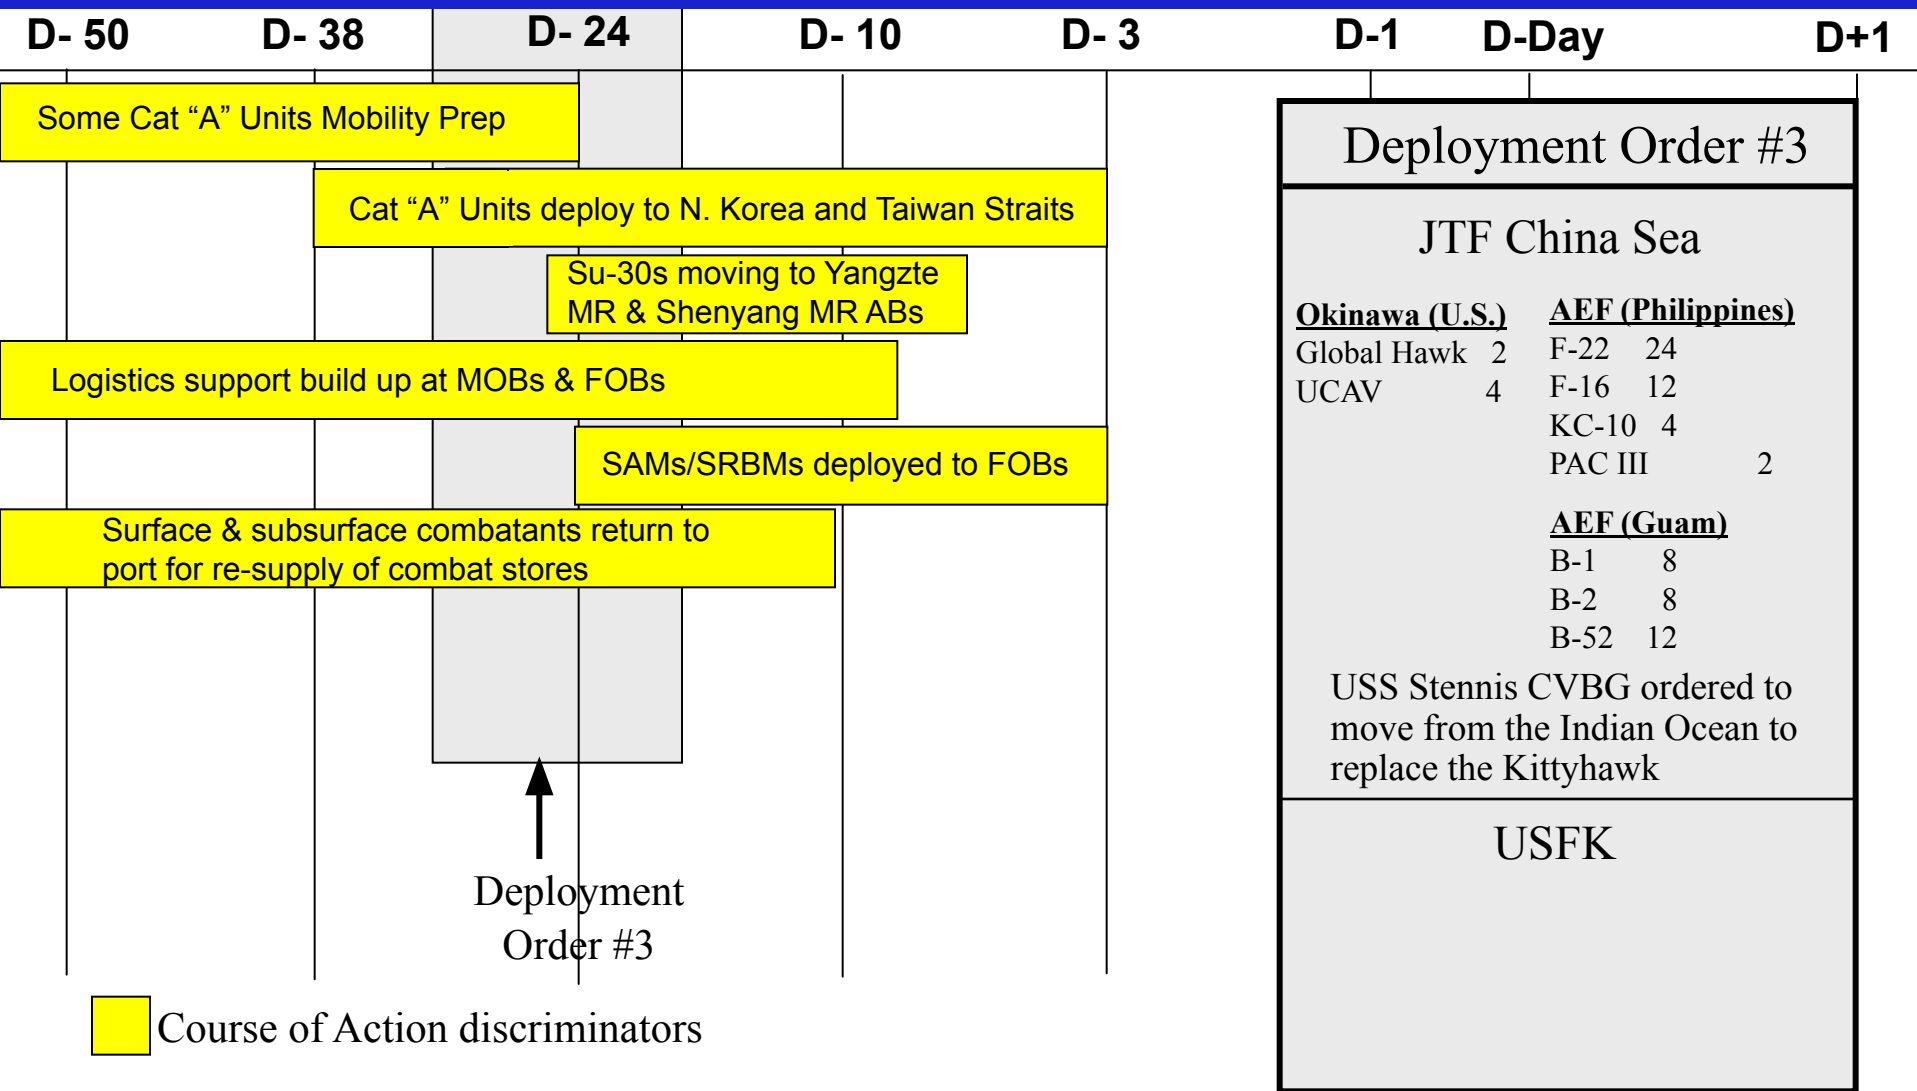 D- 50 D- 38 D- 24 D- 10 D- 3 D-1 D-Day D+1
Some Cat “A” Units Mobility Prep
Cat “A” Units deploy to N. Korea and Taiwan Straits
Su-30s moving to Yangzte
MR & Shenyang MR ABs
Logistics support build up at MOBs & FOBs
SAMs/SRBMs deployed to FOBs
Surface & subsurface combatants return to
port for re-supply of combat stores
Deployment
Order #3
Course of Action discriminators
Deployment Order #3
JTF China Sea
Okinawa (U.S.)
Global Hawk 2
UCAV 4
AEF (Philippines)
F-22 24
F-16 12
KC-10 4
PAC III 2
AEF (Guam)
B-1 8
B-2 8
B-52 12
USS Stennis CVBG ordered to
move from the Indian Ocean to
replace the Kittyhawk
USFK